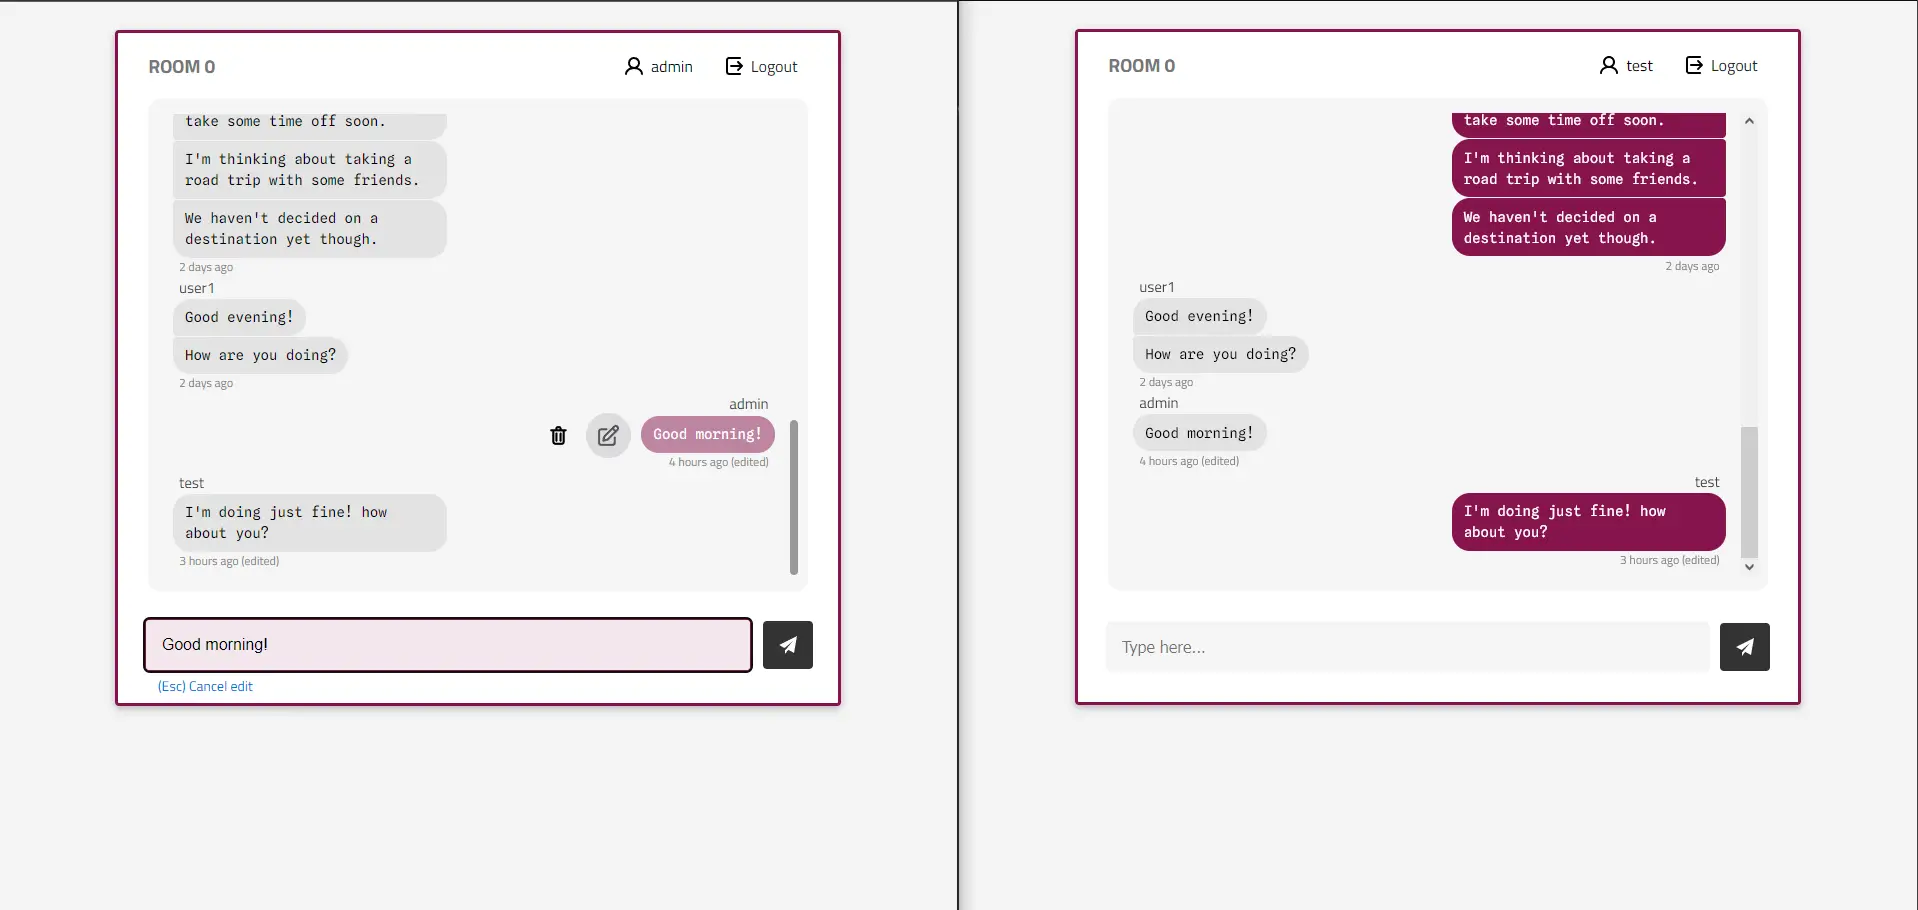 ROOM 0
admin
Logout
take some time off soon.
I'm thinking about taking a
road trip with some friends.
We haven't decided on a
destination yet though.
2 days ago
user1
Good evening!
How are you doing?
2 days ago
admin
Good morning!
4 hours ago (edited)
test
I'm doing just fine! how
about you?
3 hours ago (edited)
Good morning!
(Esc) Cancel edit
ROOM 0
test
Logout
take some time off soon.
I'm thinking about taking a
road trip with some friends.
We haven't decided on a
destination yet though.
2 days ago
user1
Good evening!
How are you doing?
2 days ago
admin
Good morning!
4 hours ago (edited)
test
I'm doing just fine! how
about you?
3 hours ago (edited)
Type here...